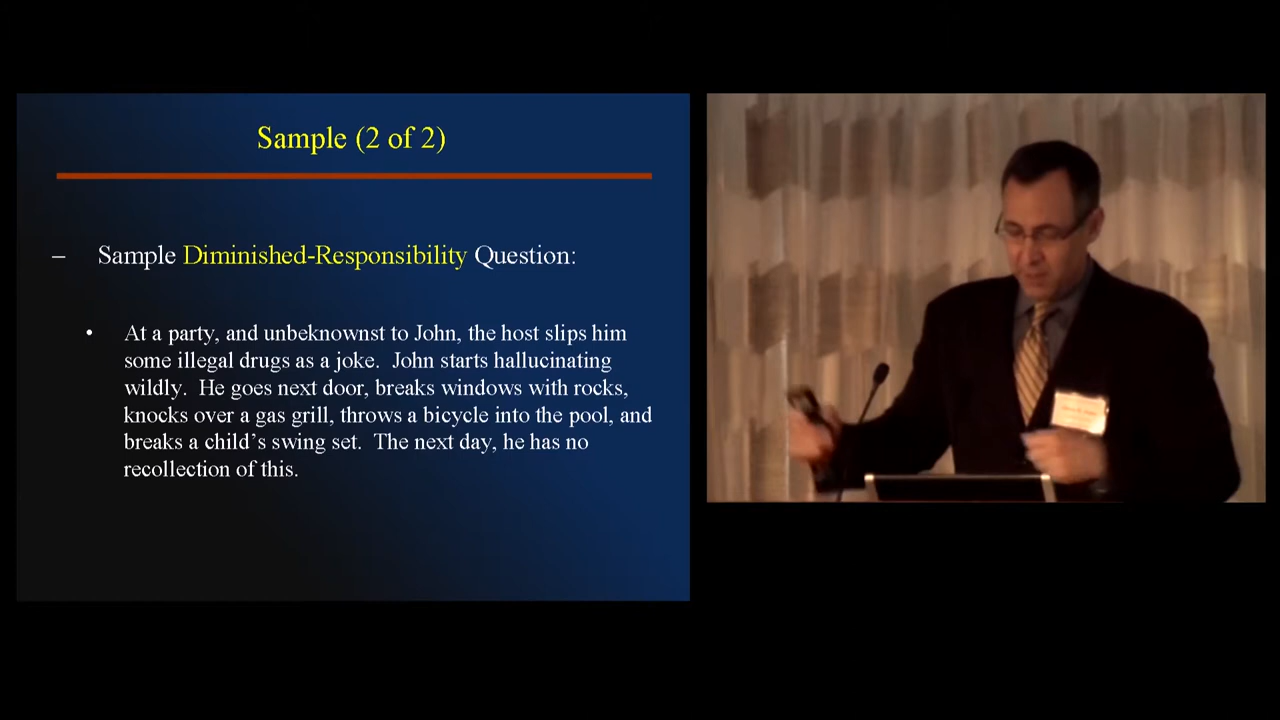 Sample (2 of 2)
– Sample Diminished-Responsibility Question:
• At a party, and unbeknownst to John, the host slips him
some illegal drugs as a joke.  John starts hallucinating
wildly.  He goes next door, breaks windows with rocks,
knocks over a gas grill, throws a bicycle into the pool, and
breaks a child’s swing set.  The next day, he has no
recollection of this.